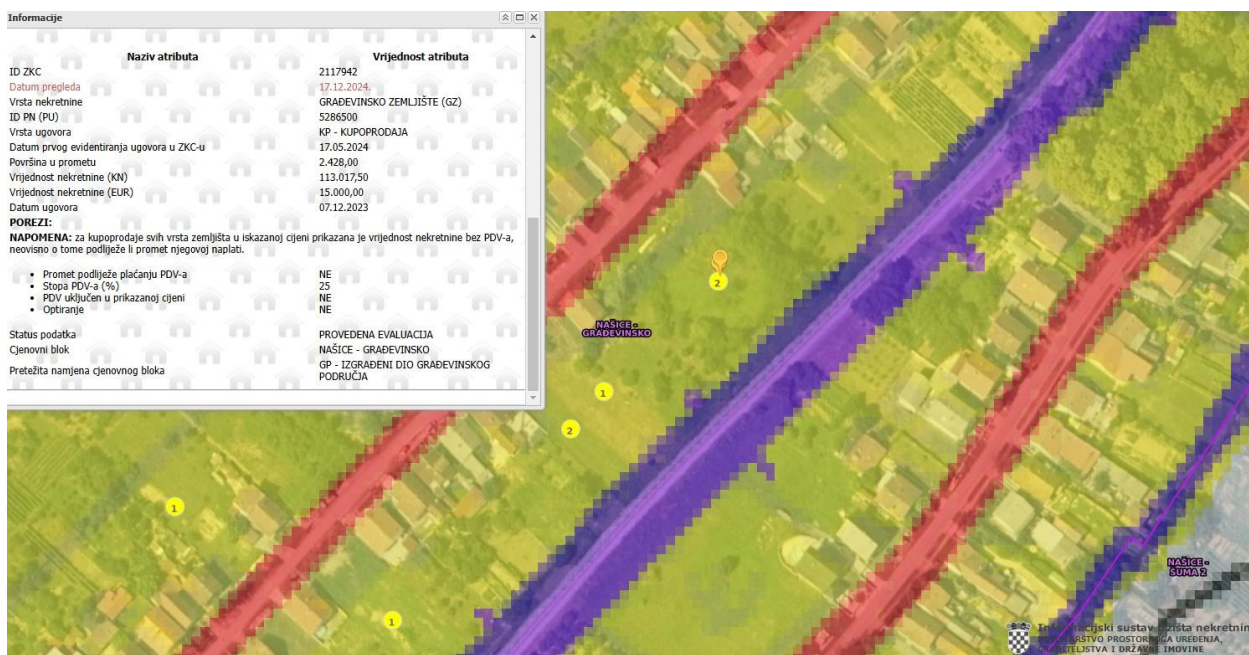 Informacije
Naziv atributa Vrijednost atributa
ID ZKC 2117942
Datum pregleda 17.12.2024.
Vrsta nekretnine GRAĐEVINSKO ZEMLJIŠTE (GZ)
ID PN (PU) 5286500
Vrsta ugovora KP - KUPOPRODAJA
Datum prvog evidentiranja ugovora u ZKC-u 17.05.2024
Površina u prometu 2.428,00
Vrijednost nekretnine (KN) 113.017,50
Vrijednost nekretnine (EUR) 15.000,00
Datum ugovora 07.12.2023
POREZI:
NAPOMENA: za kupoprodaje svih vrsta zemljišta u iskazanoj cijeni prikazana je vrijednost nekretnine bez PDV-a,
neovisno o tome podliježe li promet njegovoj naplati.
• Promet podliježe plaćanju PDV-a NE
• Stopa PDV-a (%) 25
• PDV uključen u prikazanoj cijeni NE
• Optiranje NE
Status podatka PROVEDENA EVALUACIJA
Cjenovni blok NAŠICE - GRAĐEVINSKO
Pretežita namjena cjenovnog bloka GP - IZGRAĐENI DIO GRAĐEVINSKOG
PODRUČJA
2
NAŠICE -
GRAĐEVINSKO
1
2
1
1
NAŠICE -
ŠUMA 2
sustav nekretnin
PROSTORNOGA UREĐENJA,
I DRŽAVNE IMOVINE